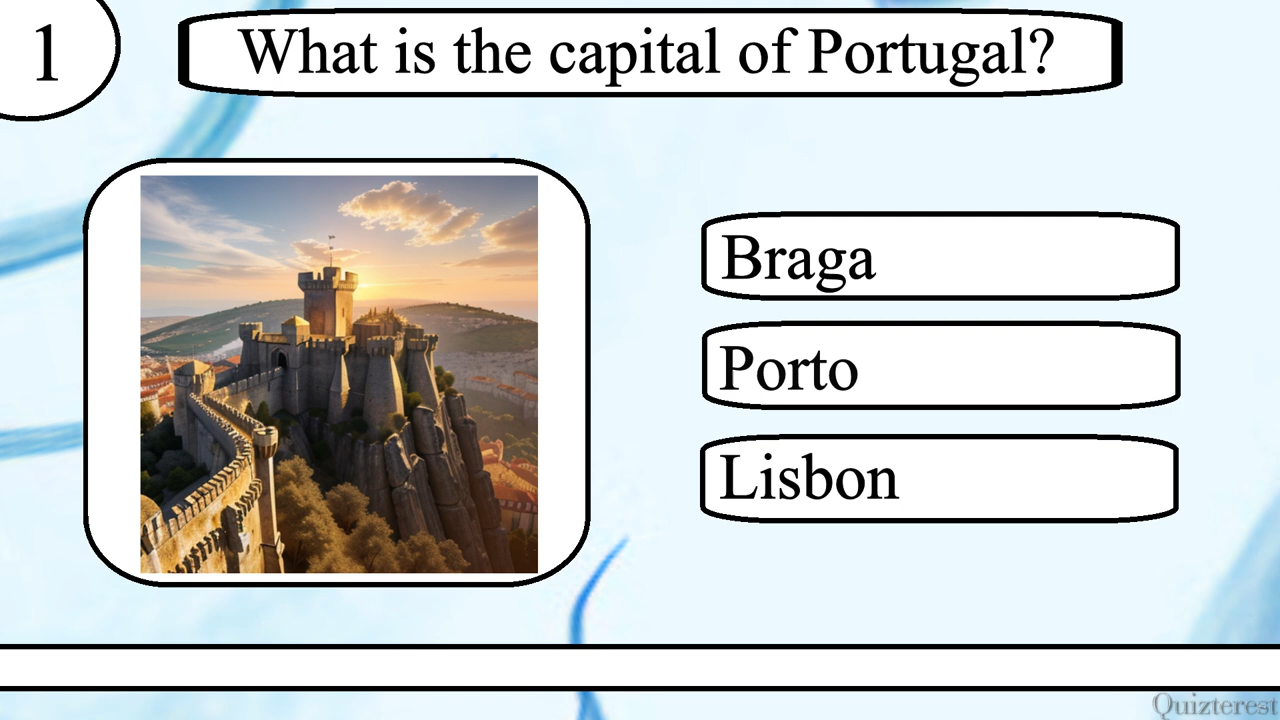 1
What is the capital of Portugal?
Braga
Porto
Lisbon
Quizterest